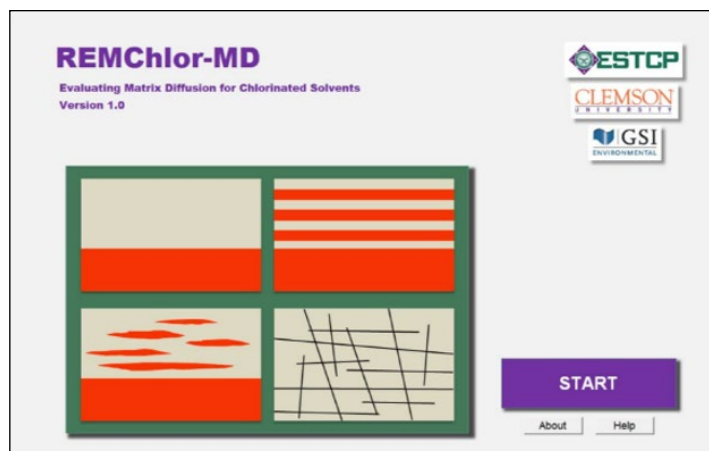 REMChlor-MD
Evaluating Matrix Diffusion for Chlorinated Solvents
Version 1.0
ESTCP
CLEMSON
UNIVERSITY
GSI
ENVIRONMENTAL
START
About
Help